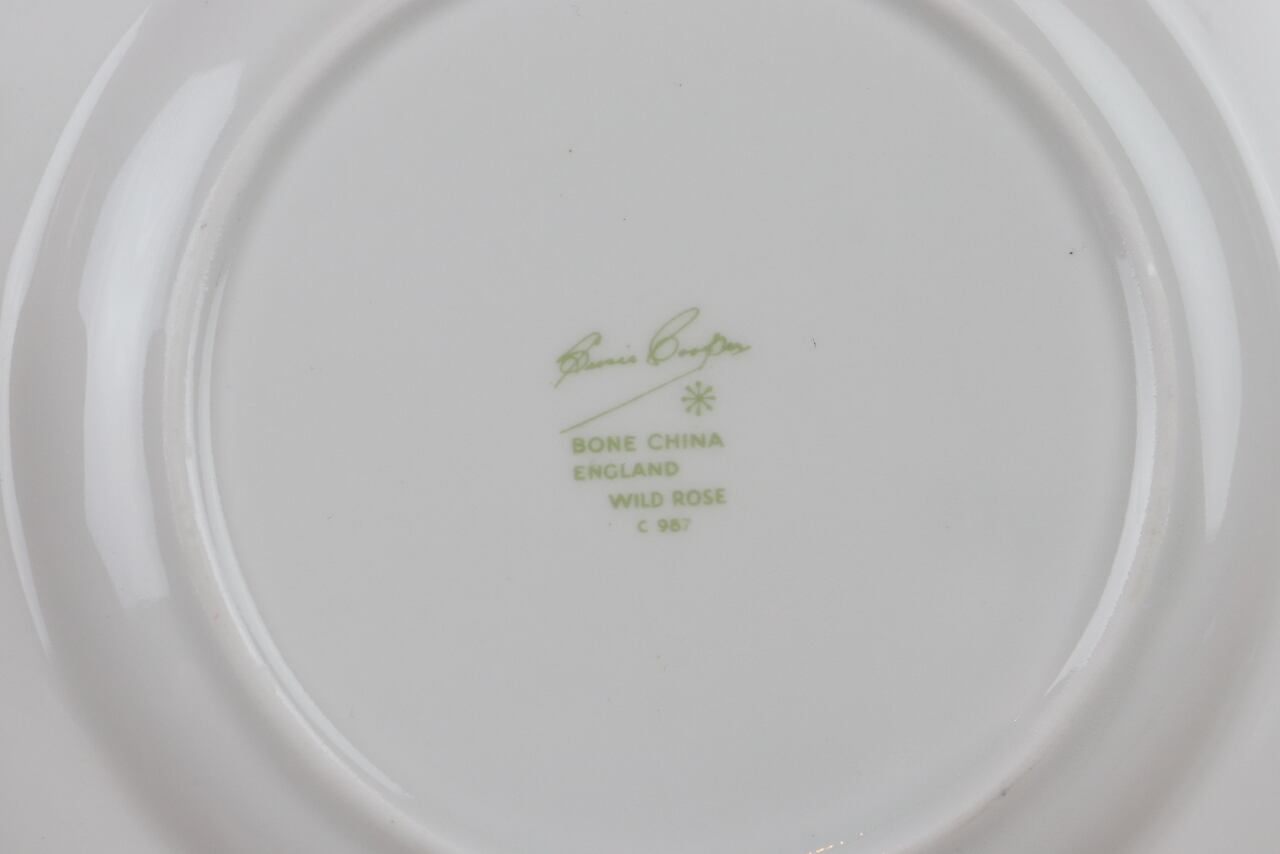 Susie Cooper
BONE CHINA
ENGLAND
WILD ROSE
C 987